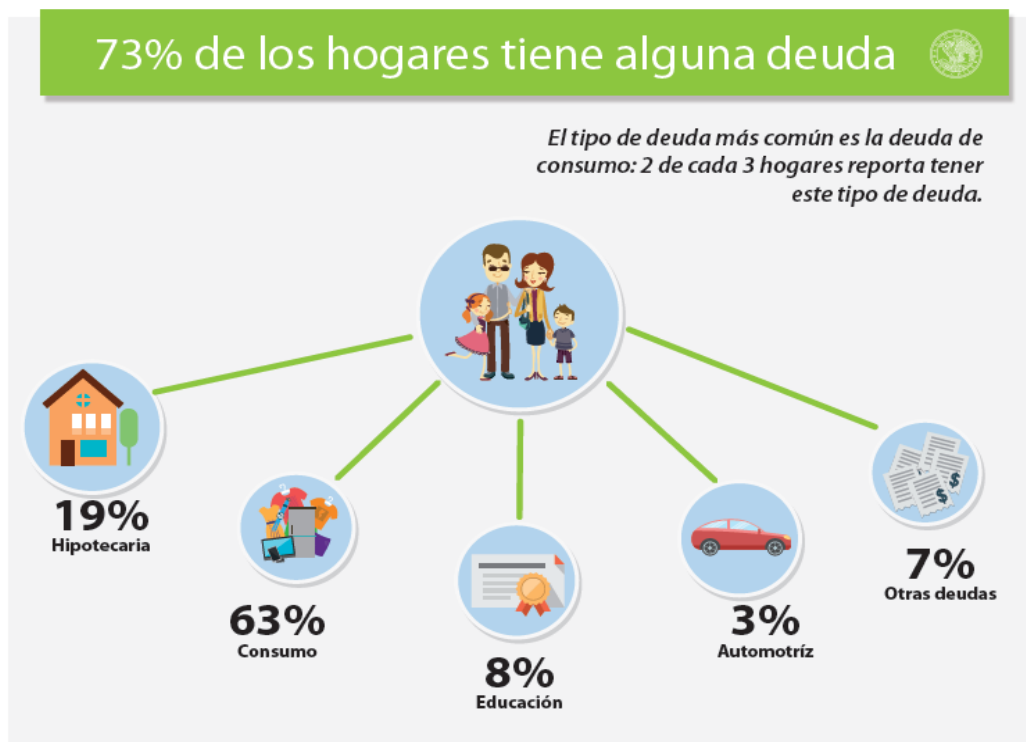 73% de los hogares tiene alguna deuda
El tipo de deuda más común es la deuda de
consumo: 2 de cada 3 hogares reporta tener
este tipo de deuda.
19%
Hipotecaria
63%
Consumo
8%
Educación
3%
Automotríz
$
$
7%
Otras deudas